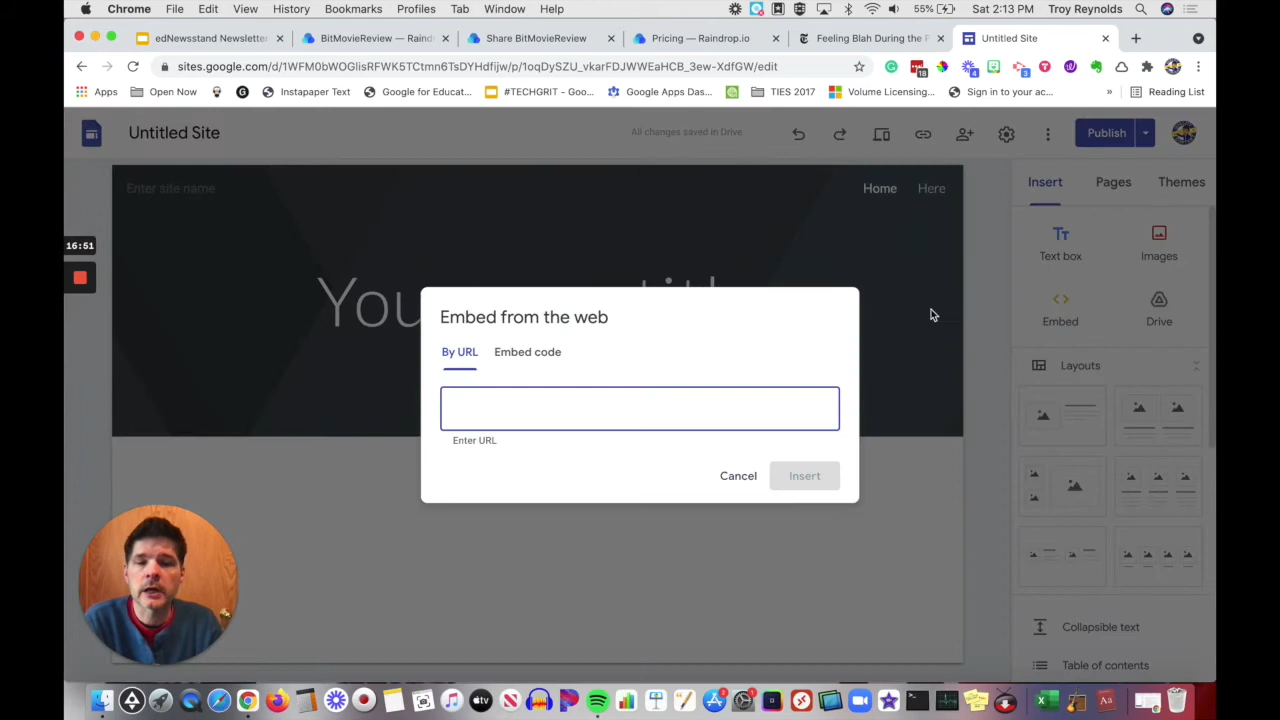 Chrome File Edit View History Bookmarks Profiles Tab Window Help 55% Sat 2:13 PM Troy Reynolds
edNewsstand Newsletter BitMovieReview — Raind Share BitMovieReview Pricing — Raindrop.io Feeling Blah During the P Untitled Site
sites.google.com/d/1WFM0bWOGlisRFWK5TCtmn6TsDYHdfijw/p/1oqDySZU_vkarFDJWWEaHCB_3ew-XdfGW/edit 18 4 3
Apps Open Now G Instapaper Text Google for Educat... #TECHGRIT - Goo... Google Apps Das... TIES 2017 Volume Licensing... Sign in to your ac... » Reading List
Untitled Site All changes saved in Drive Publish
Enter site name Home Here
Insert Pages Themes
16:51
Text box Images
Embed Drive
You
Embed from the web
By URL Embed code
Enter URL
Cancel Insert
Layouts
Collapsible text
Table of contents